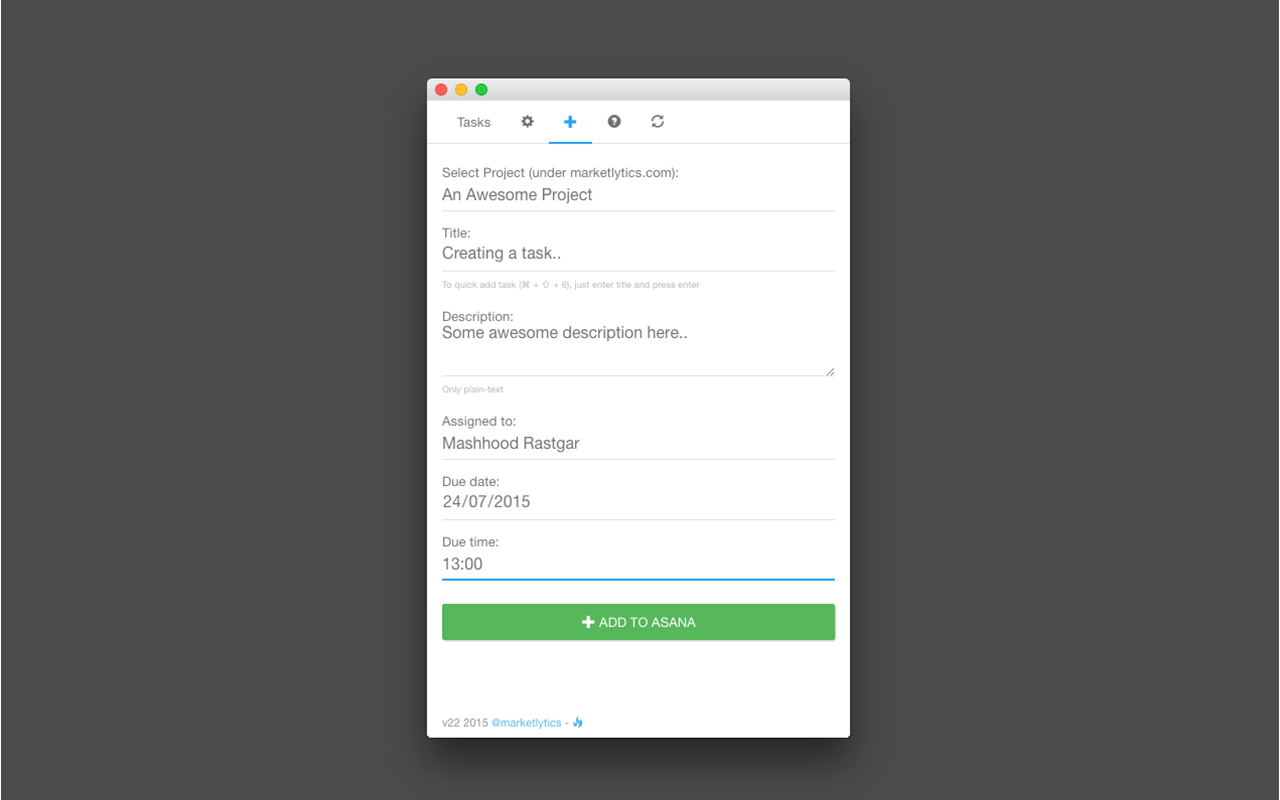 Tasks
Select Project (under marketlytics.com):
An Awesome Project
Title:
Creating a task..
To quick add task (⌘ + ⇧ + 6), just enter title and press enter
Description:
Some awesome description here..
Only plain-text
Assigned to:
Mashhood Rastgar
Due date:
24/07/2015
Due time:
13:00
ADD TO ASANA
v22 2015 @marketlytics -